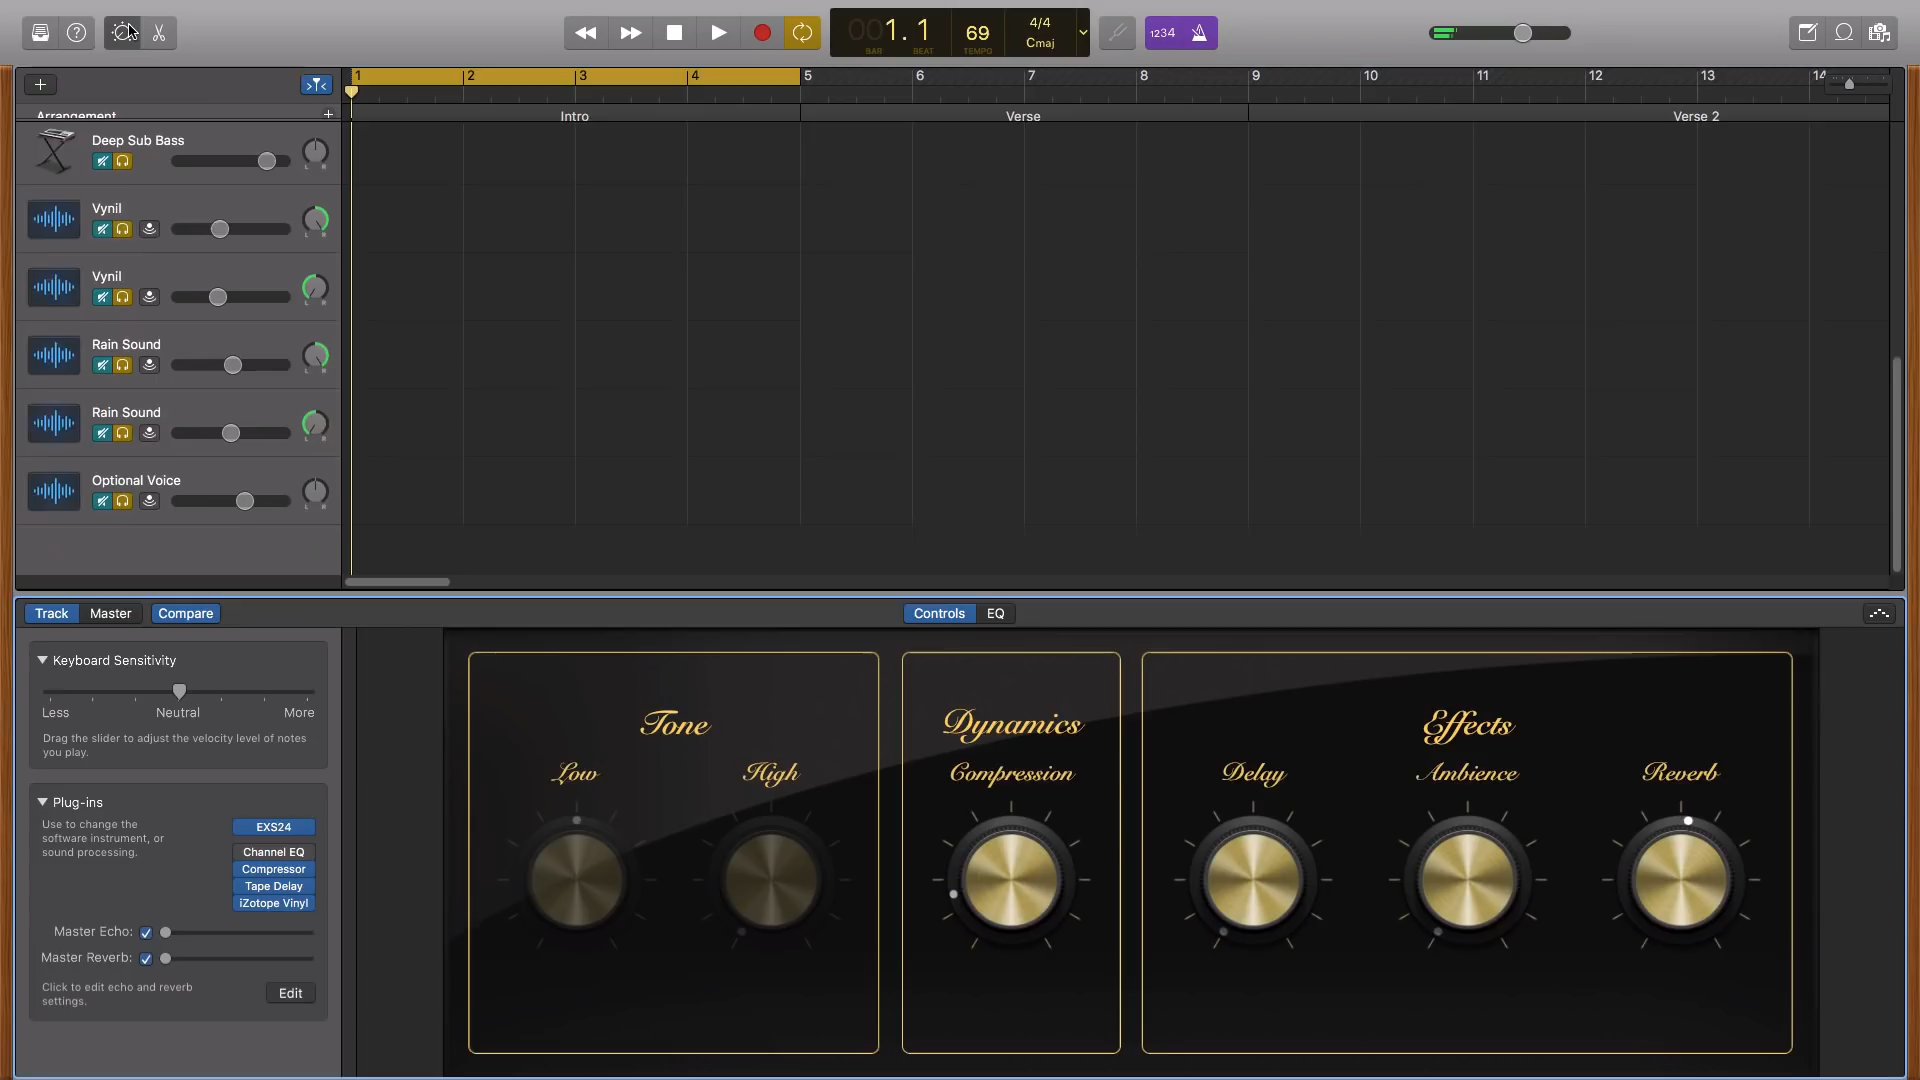 001. 1
BAR BEAT
69
TEMPO
4/4
Cmaj
1234
1 2 3 4 5 6 7 8 9 10 11 12 13 14
Arrangement
Intro
Verse
Verse 2
Deep Sub Bass
L R
Vynil
L R
Vynil
L R
Rain Sound
L R
Rain Sound
L R
Optional Voice
L R
Track
Master
Compare
Controls
EQ
Keyboard Sensitivity
Less
Neutral
More
Drag the slider to adjust the velocity level of notes
you play.
Plug-ins
Use to change the
software instrument, or
sound processing.
EXS24
Channel EQ
Compressor
Tape Delay
iZotope Vinyl
Master Echo:
Master Reverb:
Click to edit echo and reverb
settings.
Edit
Tone
Low
High
Dynamics
Compression
Effects
Delay
Ambience
Reverb